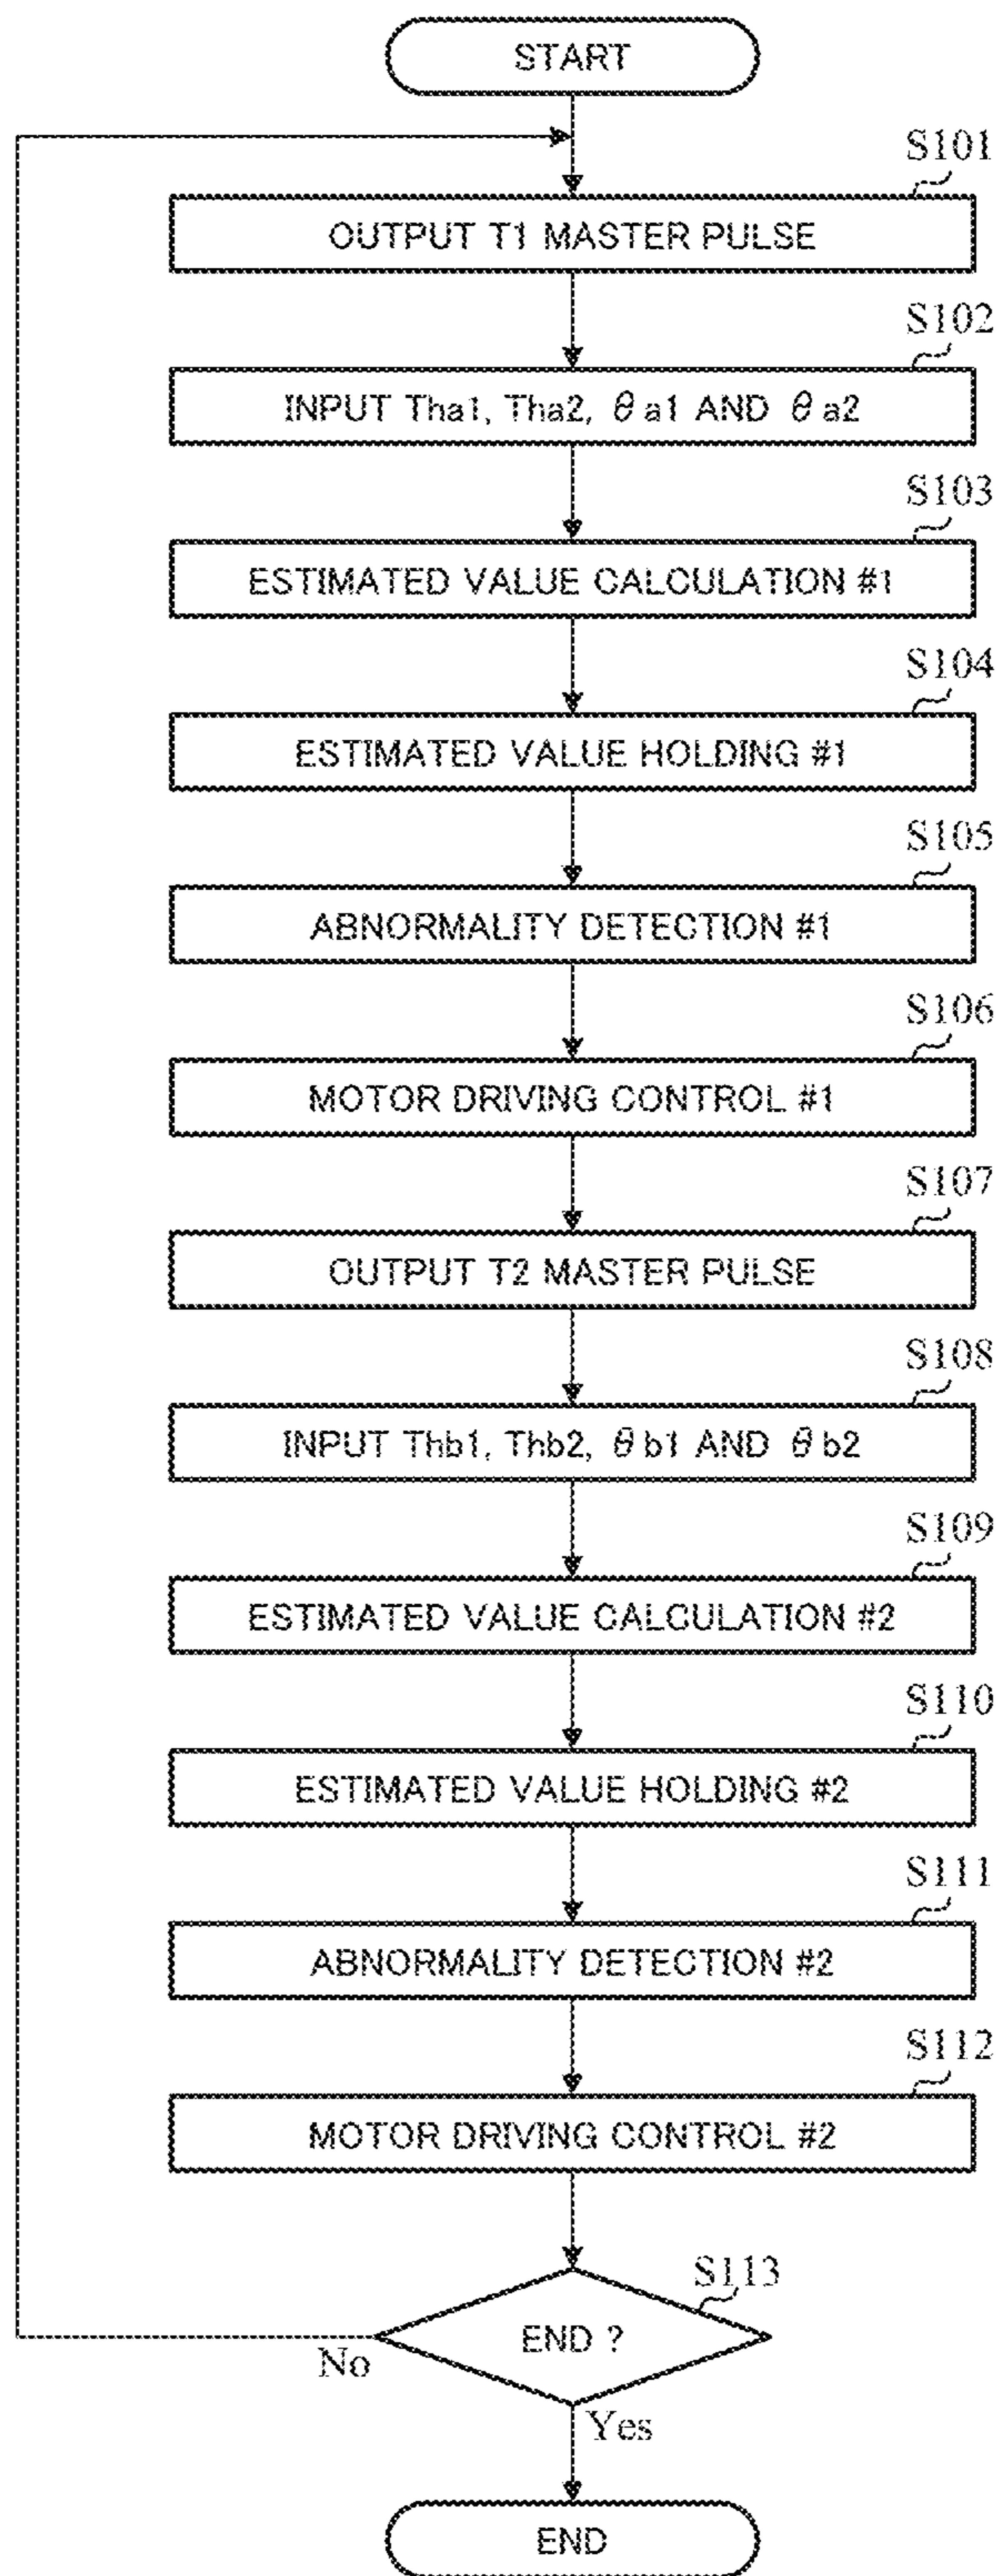 START
S101
OUTPUT T1 MASTER PULSE
S102
INPUT Tha1, Tha2, θa1 AND θa2
S103
ESTIMATED VALUE CALCULATION #1
S104
ESTIMATED VALUE HOLDING #1
S105
ABNORMALITY DETECTION #1
S106
MOTOR DRIVING CONTROL #1
S107
OUTPUT T2 MASTER PULSE
S108
INPUT Thb1, Thb2, θb1 AND θb2
S109
ESTIMATED VALUE CALCULATION #2
S110
ESTIMATED VALUE HOLDING #2
S111
ABNORMALITY DETECTION #2
S112
MOTOR DRIVING CONTROL #2
S113
END ?
No
Yes
END